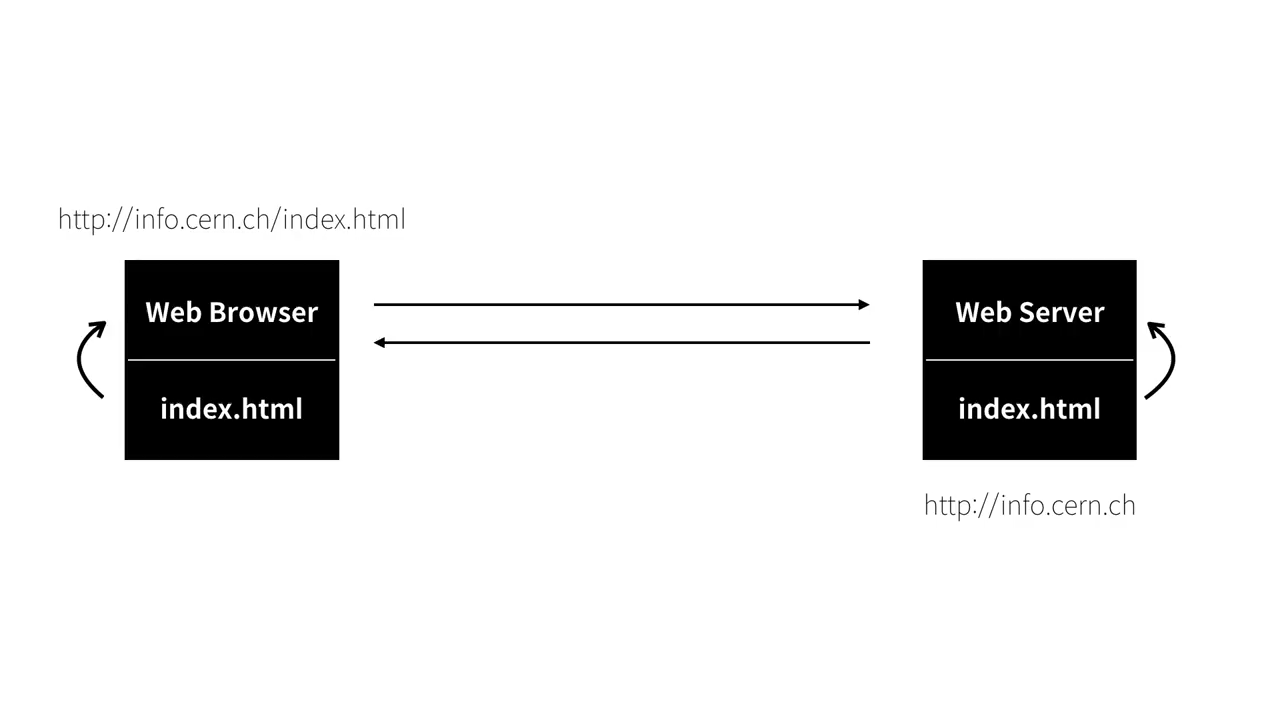 http://info.cern.ch/index.html
Web Browser
index.html
Web Server
index.html
http://info.cern.ch